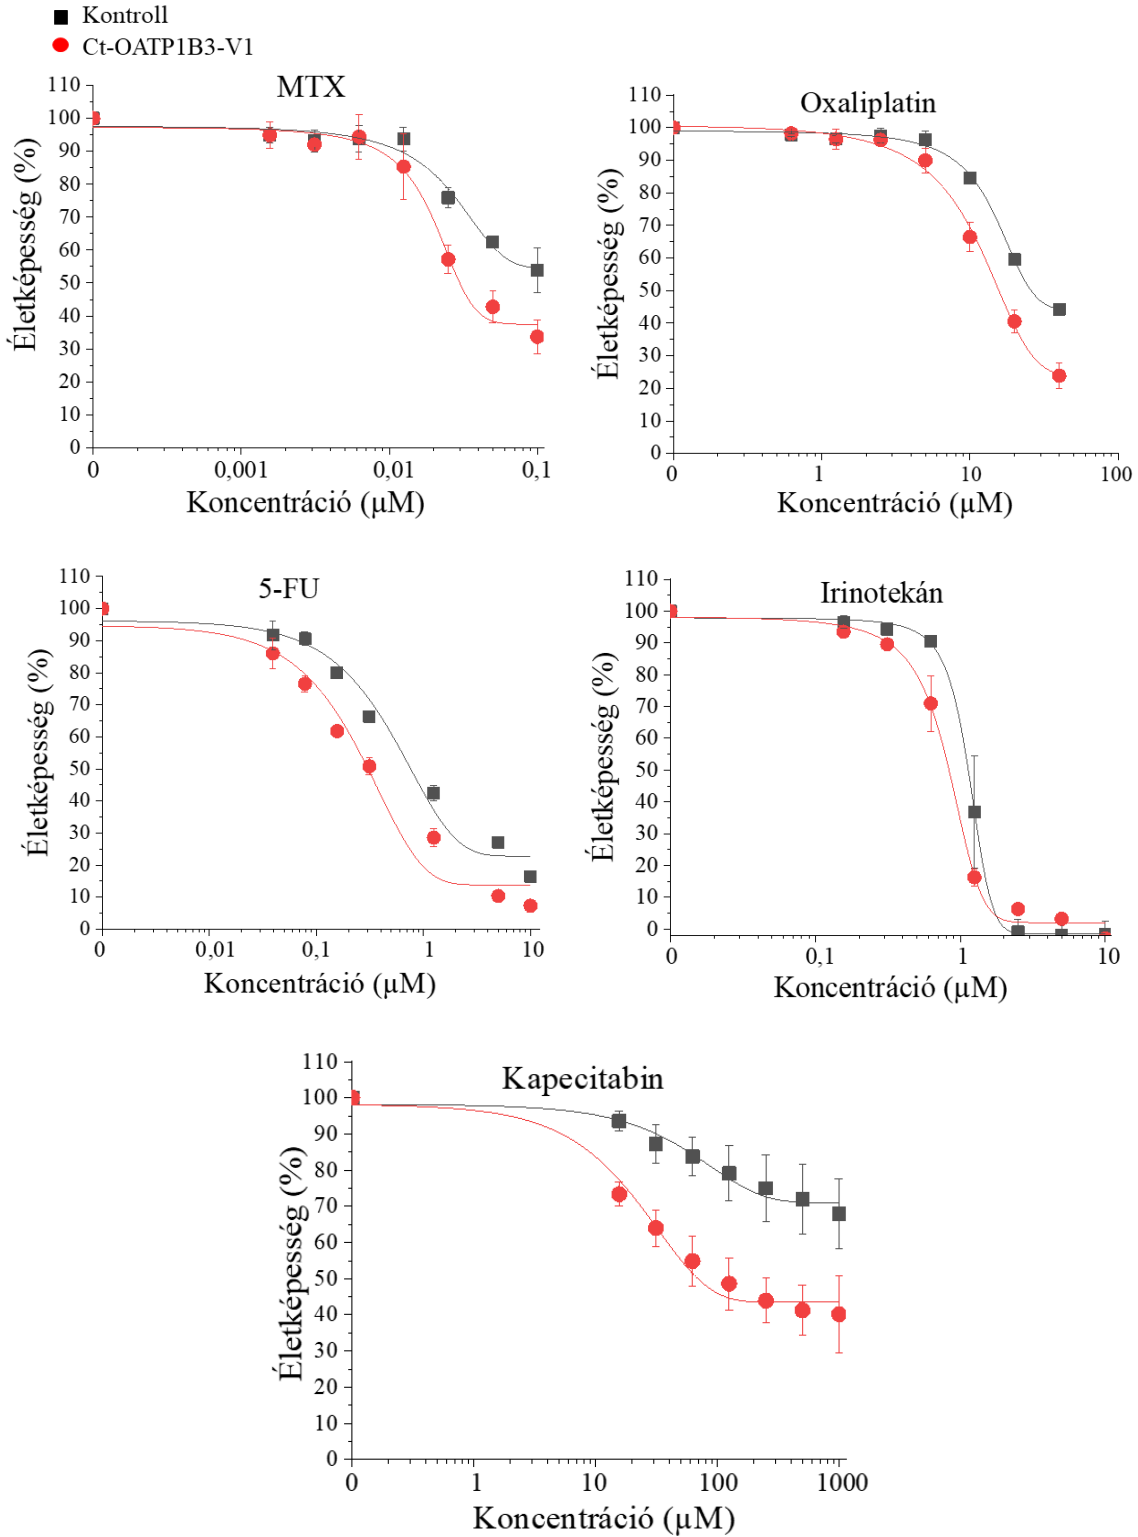 Kontroll
Ct-OATP1B3-V1
MTX
Életképesség (%)
110
100
90
80
70
60
50
40
30
20
10
0
0 0,001 0,01 0,1
Koncentráció (µM)
Oxaliplatin
Életképesség (%)
110
100
90
80
70
60
50
40
30
20
10
0
0 1 10 100
Koncentráció (µM)
5-FU
Életképesség (%)
110
100
90
80
70
60
50
40
30
20
10
0
0 0,01 0,1 1 10
Koncentráció (µM)
Irinotekán
Életképesség (%)
110
100
90
80
70
60
50
40
30
20
10
0
0 0,1 1 10
Koncentráció (µM)
Kapecitabin
Életképesség (%)
110
100
90
80
70
60
50
40
30
20
10
0
0 1 10 100 1000
Koncentráció (µM)